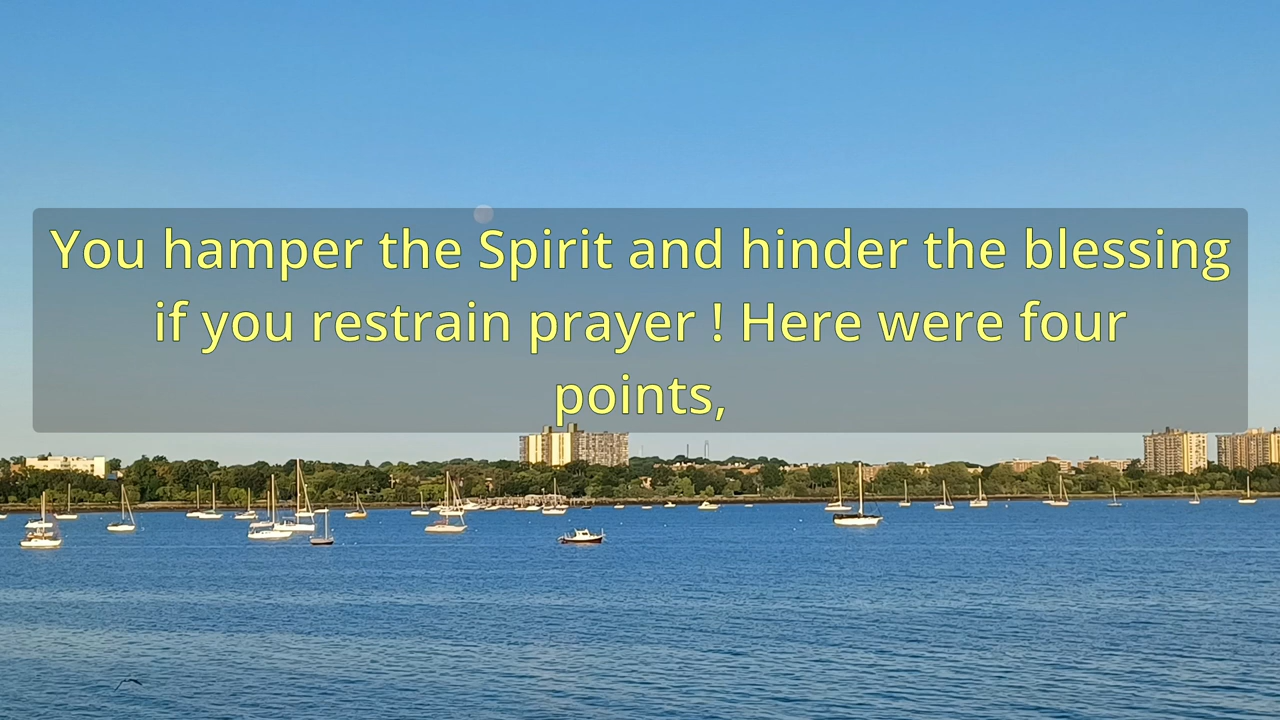 You hamper the Spirit and hinder the blessing
if you restrain prayer ! Here were four
points,